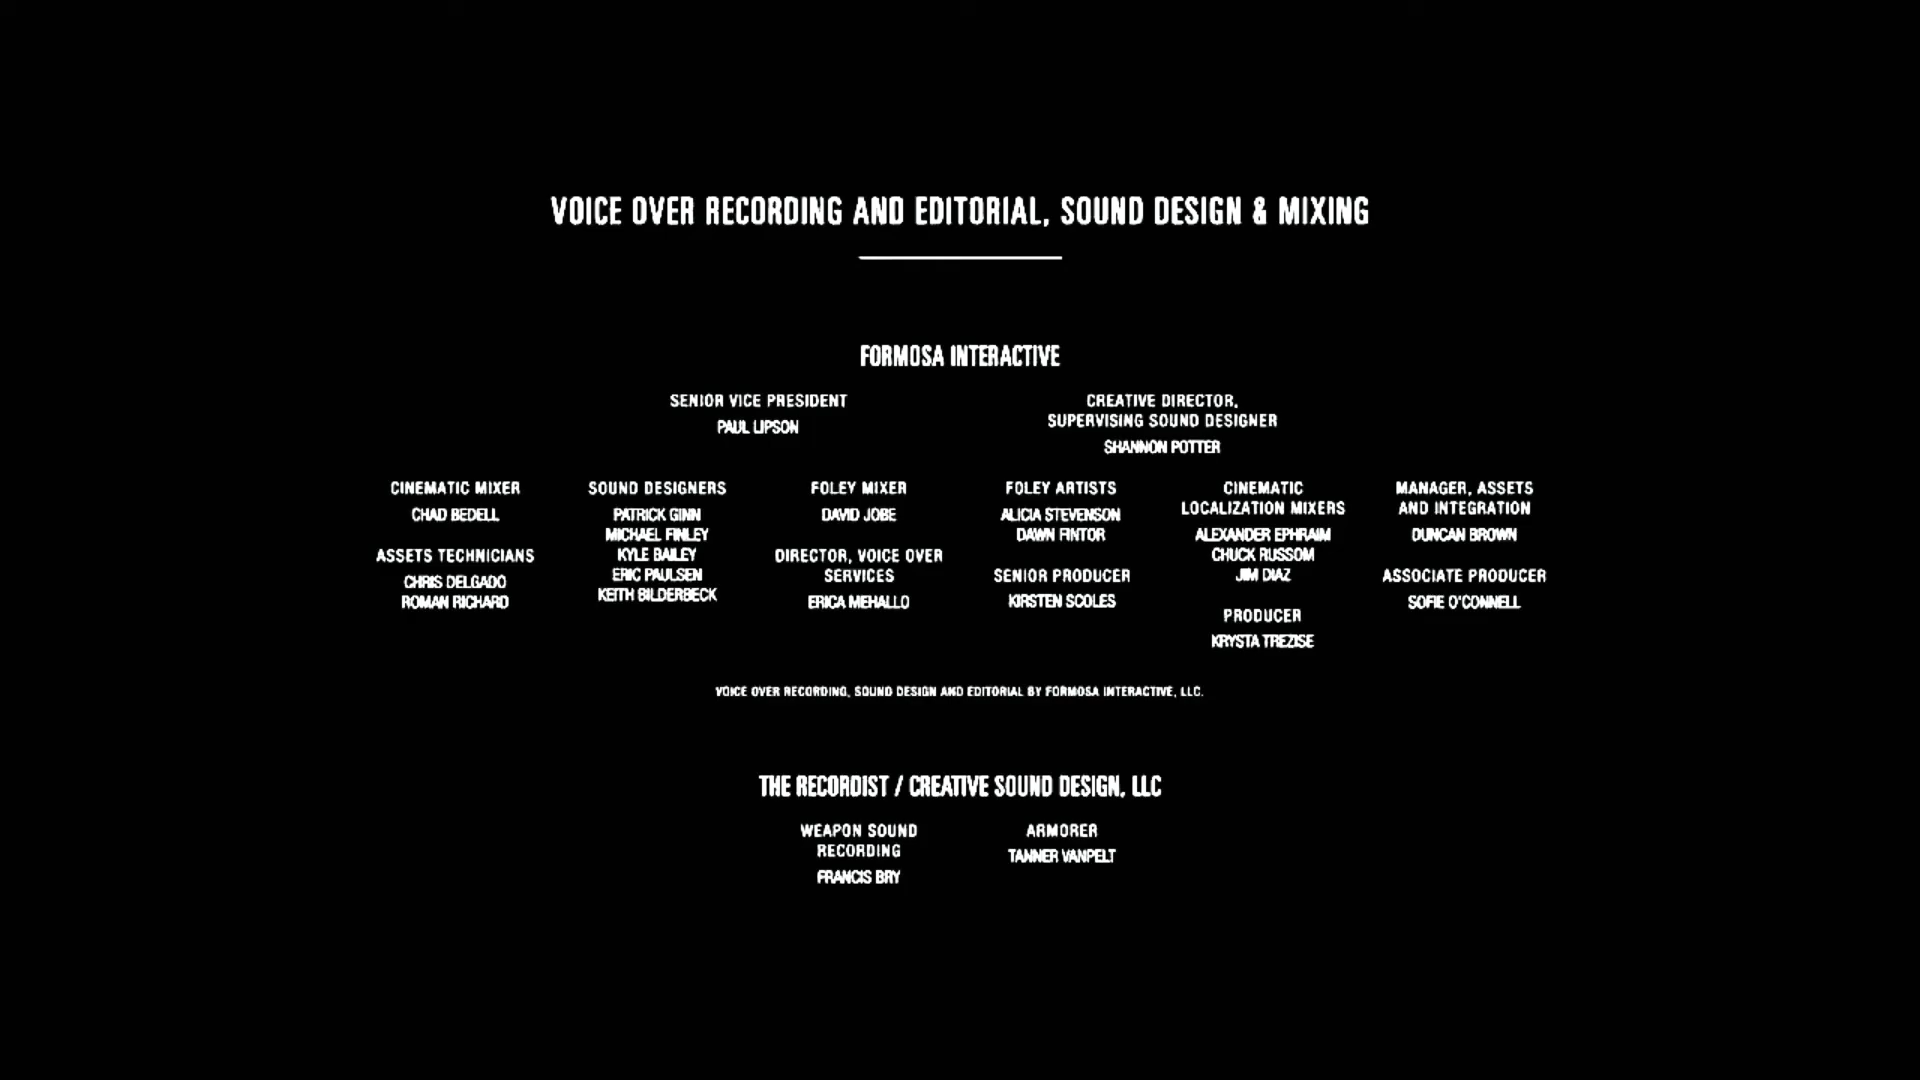 VOICE OVER RECORDING AND EDITORIAL, SOUND DESIGN & MIXING
FORMOSA INTERACTIVE
SENIOR VICE PRESIDENT
PAUL LIPSON
CREATIVE DIRECTOR,
SUPERVISING SOUND DESIGNER
SHANNON POTTER
CINEMATIC MIXER
CHAD BEDELL
ASSETS TECHNICIANS
CHRIS DELGADO
ROMAN RICHARD
SOUND DESIGNERS
PATRICK GINN
MICHAEL FINLEY
KYLE BAILEY
ERIC PAULSEN
KEITH BILDERBECK
FOLEY MIXER
DAVID JOBE
DIRECTOR, VOICE OVER
SERVICES
ERICA MEHALLO
FOLEY ARTISTS
ALICIA STEVENSON
DAWN FINTOR
SENIOR PRODUCER
KIRSTEN SCOLES
CINEMATIC
LOCALIZATION MIXERS
ALEXANDER EPHRAIM
CHUCK RUSSOM
JIM DIAZ
PRODUCER
KRYSTA TREZISE
MANAGER, ASSETS
AND INTEGRATION
DUNCAN BROWN
ASSOCIATE PRODUCER
SOFIE O'CONNELL
VOICE OVER RECORDING, SOUND DESIGN AND EDITORIAL BY FORMOSA INTERACTIVE, LLC.
THE RECORDIST / CREATIVE SOUND DESIGN, LLC
WEAPON SOUND
RECORDING
FRANCIS BRY
ARMORER
TANNER VANPELT